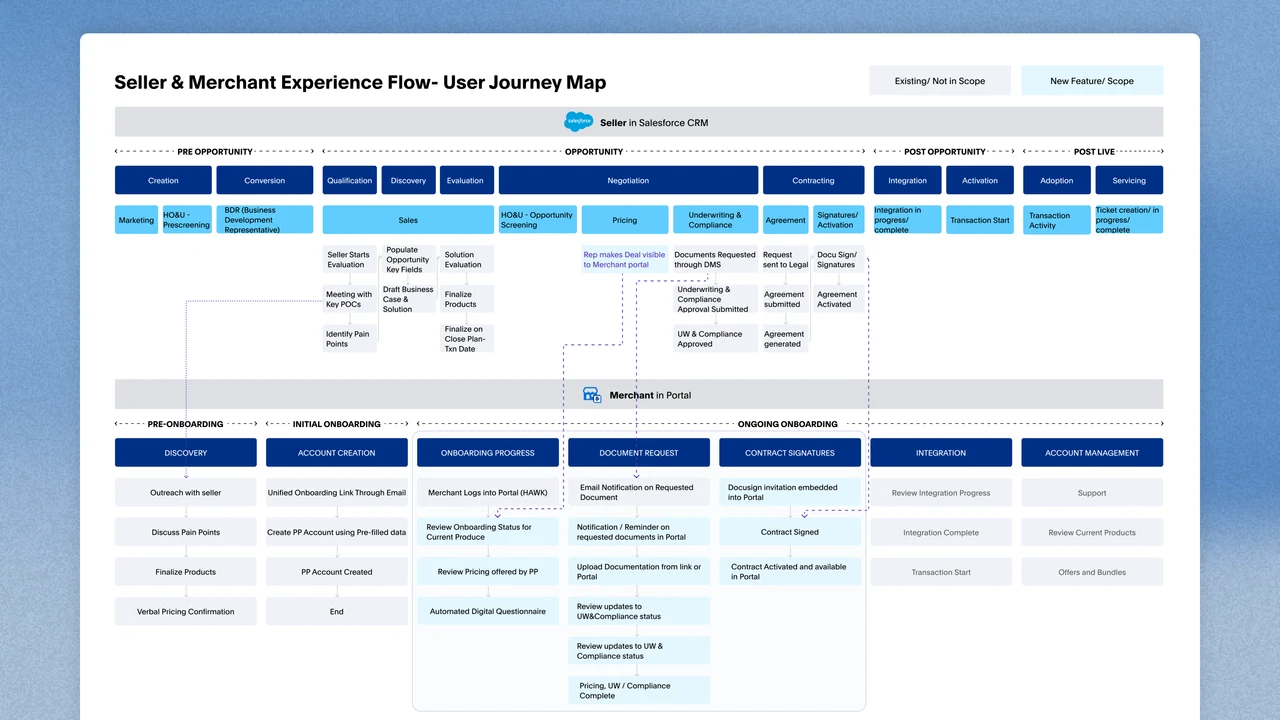 Seller & Merchant Experience Flow- User Journey Map
Existing/ Not in Scope
New Feature/ Scope
salesforce
Seller in Salesforce CRM
PRE OPPORTUNITY
OPPORTUNITY
POST OPPORTUNITY
POST LIVE
Creation
Conversion
Qualification
Discovery
Evaluation
Negotiation
Contracting
Integration
Activation
Adoption
Servicing
Marketing
HO&U -
Prescreening
BDR (Business
Development
Representative)
Sales
HO&U - Opportunity
Screening
Pricing
Underwriting &
Compliance
Agreement
Signatures/
Activation
Integration in
progress/
complete
Transaction Start
Transaction
Activity
Ticket creation/ in
progress/
complete
Seller Starts
Evaluation
Meeting with
Key POCs
Identify Pain
Points
Populate
Opportunity
Key Fields
Draft Business
Case &
Solution
Solution
Evaluation
Finalize
Products
Finalize on
Close Plan-
Txn Date
Rep makes Deal visible
to Merchant portal
Documents Requested
through DMS
Underwriting &
Compliance
Approval Submitted
UW & Compliance
Approved
Request
sent to Legal
Agreement
submitted
Agreement
generated
Docu Sign/
Signatures
Agreement
Activated
Merchant in Portal
PRE-ONBOARDING
INITIAL ONBOARDING
ONGOING ONBOARDING
DISCOVERY
Outreach with seller
Discuss Pain Points
Finalize Products
Verbal Pricing Confirmation
ACCOUNT CREATION
Unified Onboarding Link Through Email
Create PP Account using Pre-filled data
PP Account Created
End
ONBOARDING PROGRESS
Merchant Logs into Portal (HAWK)
Review Onboarding Status for
Current Produce
Review Pricing offered by PP
Automated Digital Questionnaire
DOCUMENT REQUEST
Email Notification on Requested
Document
Notification / Reminder on
requested documents in Portal
Upload Documentation from link or
Portal
Review updates to
UW&Compliance status
Review updates to UW &
Compliance status
Pricing, UW / Compliance
Complete
CONTRACT SIGNATURES
Docusign invitation embedded
into Portal
Contract Signed
Contract Activated and available
in Portal
INTEGRATION
Review Integration Progress
Integration Complete
Transaction Start
ACCOUNT MANAGEMENT
Support
Review Current Products
Offers and Bundles